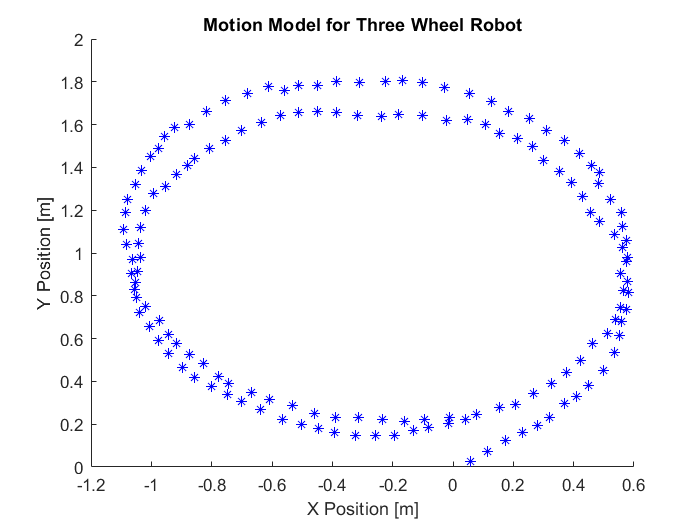 Motion Model for Three Wheel Robot
2
1.8
1.6
1.4
1.2
1
0.8
0.6
0.4
0.2
0
Y Position [m]
-1.2 -1 -0.8 -0.6 -0.4 -0.2 0 0.2 0.4 0.6
X Position [m]